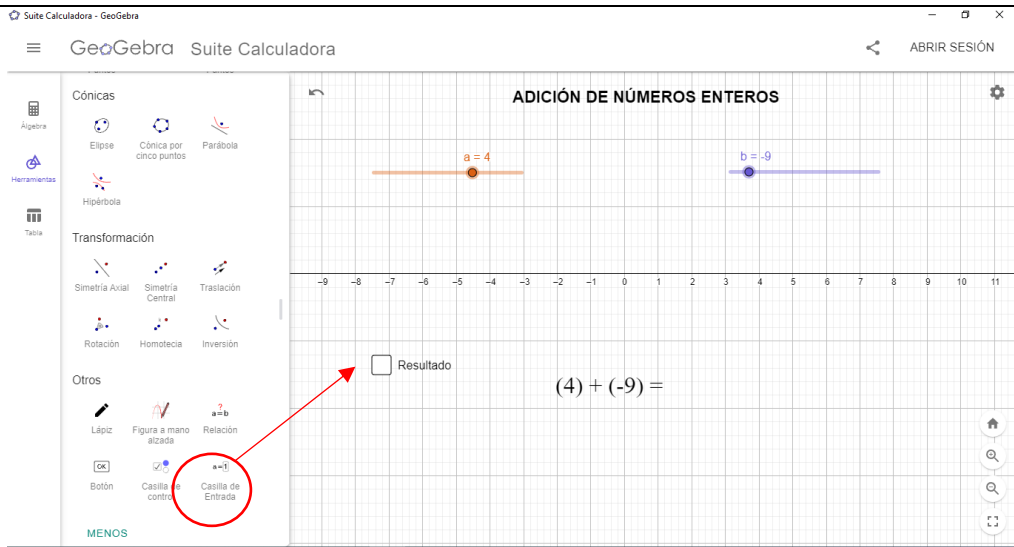 Suite Calculadora - GeoGebra
GeoGebra Suite Calculadora
ABRIR SESIÓN
Álgebra
Herramientas
Tabla
Cónicas
Elipse
Cónica por
cinco puntos
Parábola
Hipérbola
Transformación
Simetría Axial
Simetría
Central
Traslación
Rotación
Homotecia
Inversión
Otros
Lápiz
Figura a mano
alzada
?
a=b
Relación
OK
Botón
Casilla de
control
a=1
Casilla de
Entrada
MENOS
ADICIÓN DE NÚMEROS ENTEROS
a = 4
b = -9
−9 −8 −7 −6 −5 −4 −3 −2 −1 0 1 2 3 4 5 6 7 8 9 10 11
Resultado
(4) + (-9) =